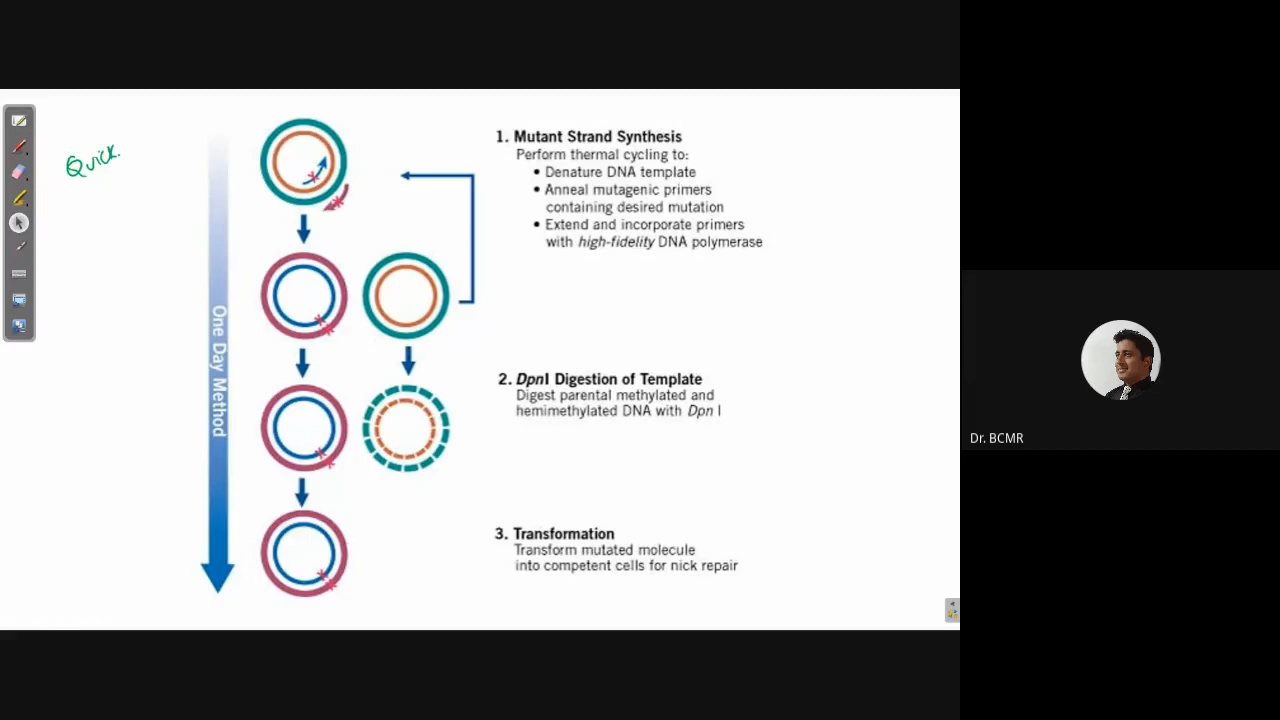 Quick.
One Day Method
1. Mutant Strand Synthesis
Perform thermal cycling to:
• Denature DNA template
• Anneal mutagenic primers
containing desired mutation
• Extend and incorporate primers
with high-fidelity DNA polymerase
2. DpnI Digestion of Template
Digest parental methylated and
hemimethylated DNA with Dpn I
3. Transformation
Transform mutated molecule
into competent cells for nick repair
Dr. BCMR